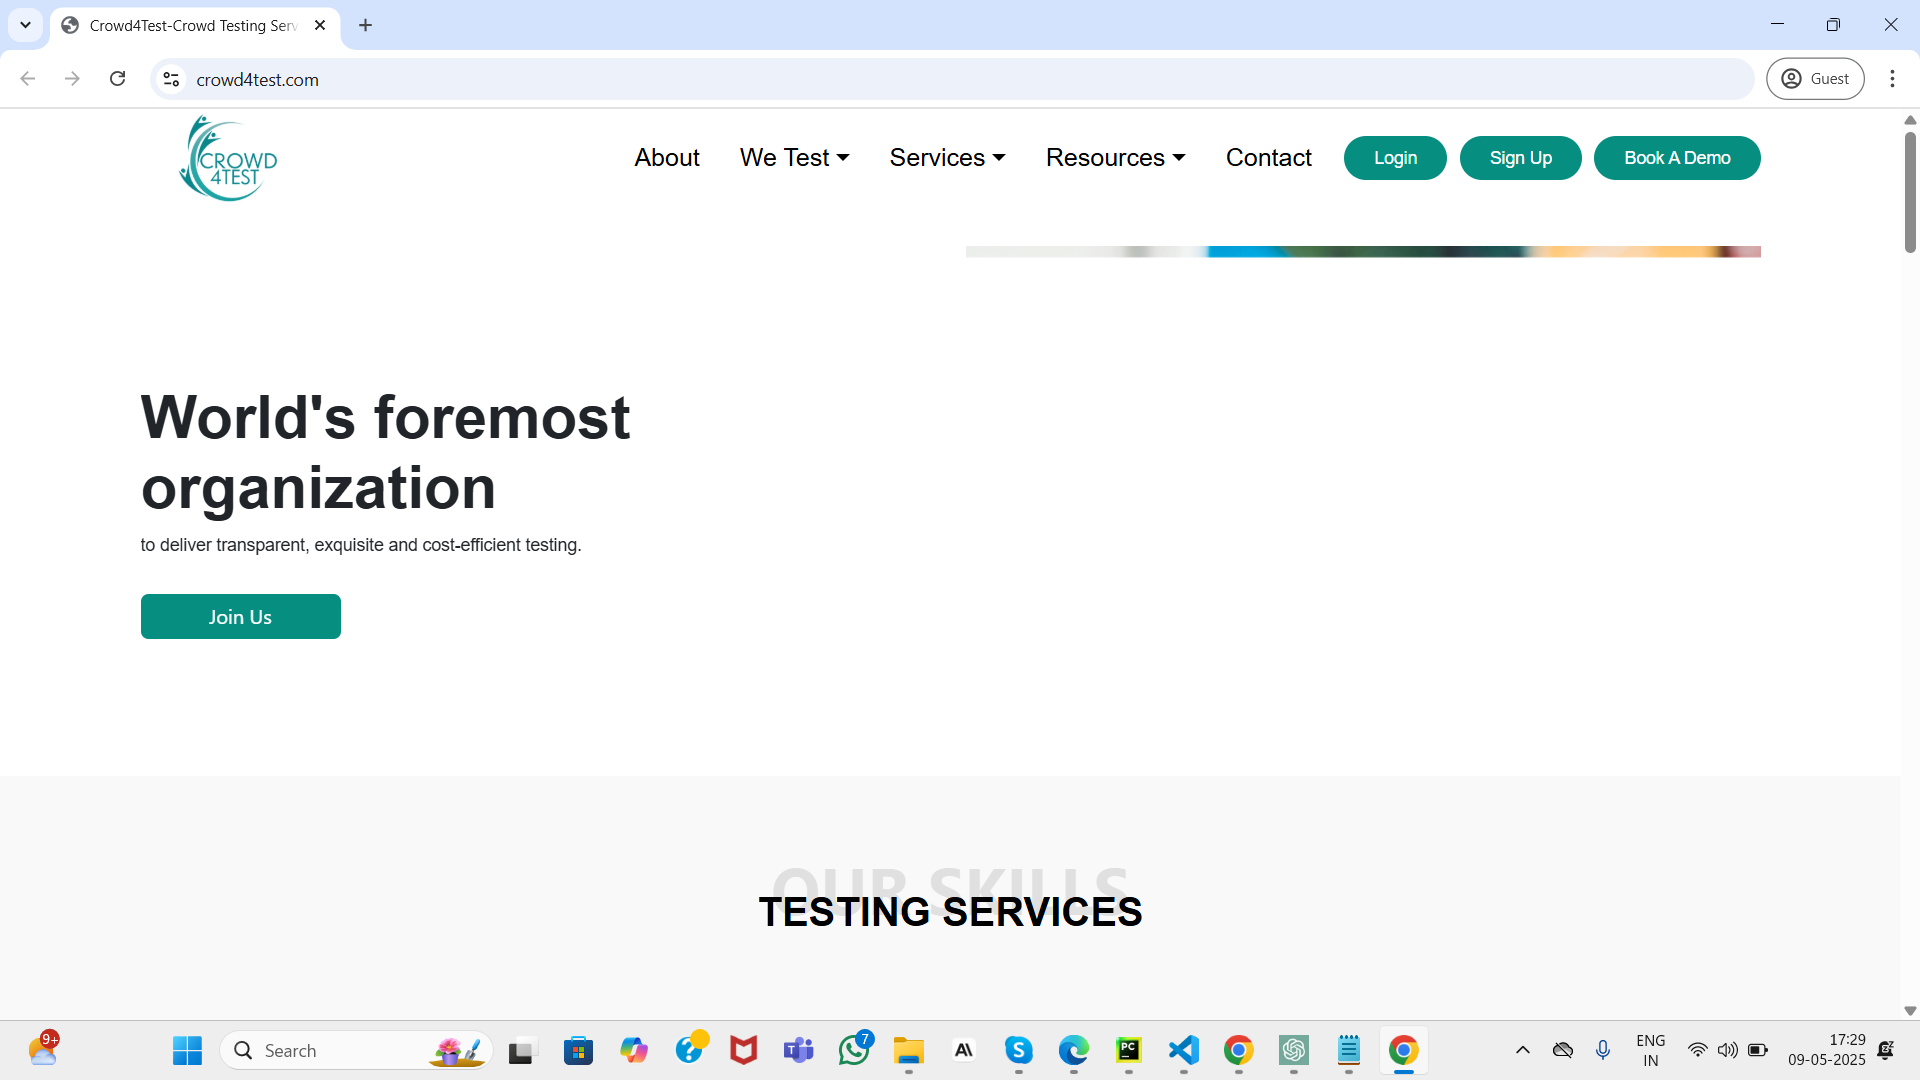 Crowd4Test-Crowd Testing Serv
crowd4test.com
Guest
CROWD
4TEST
About
We Test
Services
Resources
Contact
Login
Sign Up
Book A Demo
World's foremost
organization
to deliver transparent, exquisite and cost-efficient testing.
Join Us
OUR SKILLS
TESTING SERVICES
9+
Search
7
ENG
IN
17:29
09-05-2025